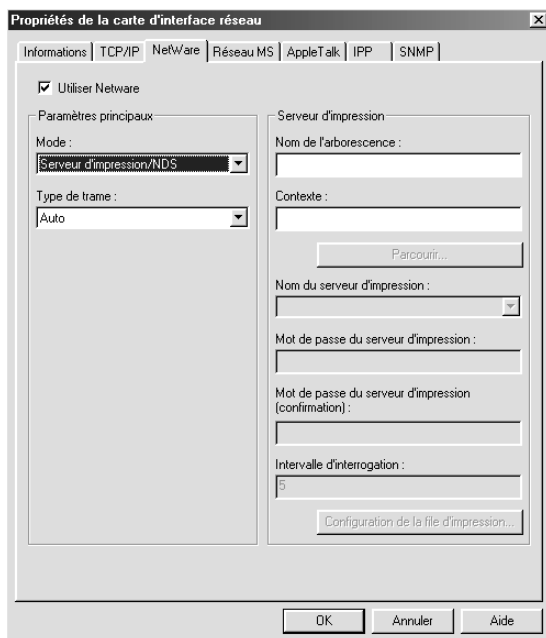 Propriétés de la carte d'interface réseau
Informations TCP/IP NetWare Réseau MS AppleTalk IPP SNMP
Utiliser Netware
Paramètres principaux
Mode :
Serveur d'impression/NDS
Type de trame :
Auto
Serveur d'impression
Nom de l'arborescence :
Contexte :
Parcourir...
Nom du serveur d'impression :
Mot de passe du serveur d'impression :
Mot de passe du serveur d'impression
(confirmation) :
Intervalle d'interrogation :
5
Configuration de la file d'impression...
OK Annuler Aide